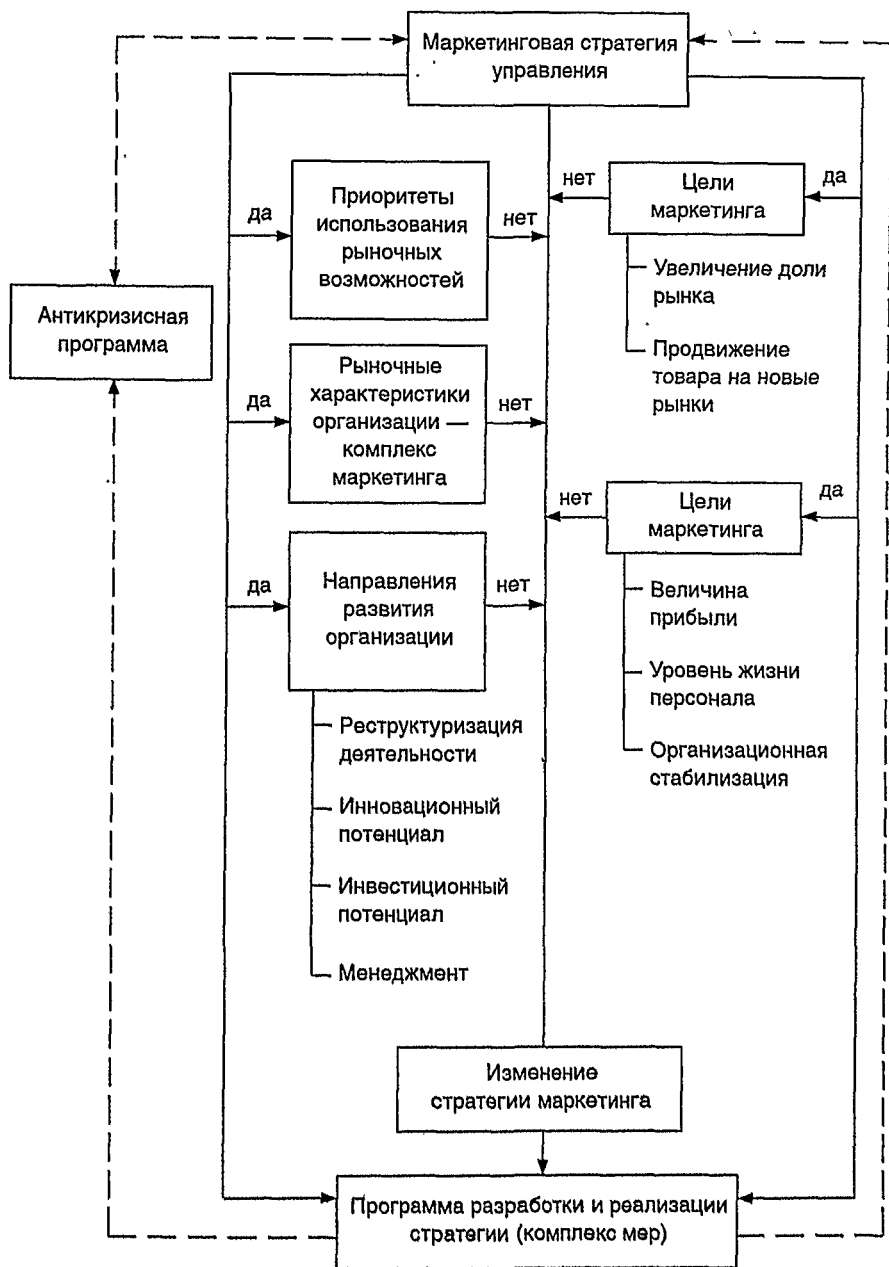 Маркетинговая стратегия
управления
да
Приоритеты
использования
рыночных
возможностей
нет
нет
Цели
маркетинга
да
Увеличение доли
рынка
Продвижение
товара на новые
рынки
Антикризисная
программа
да
Рыночные
характеристики
организации —
комплекс
маркетинга
нет
нет
Цели
маркетинга
да
Величина
прибыли
Уровень жизни
персонала
Организационная
стабилизация
да
Направления
развития
организации
нет
Реструктуризация
деятельности
Инновационный
потенциал
Инвестиционный
потенциал
Менеджмент
Изменение
стратегии маркетинга
Программа разработки и реализации
стратегии (комплекс мер)